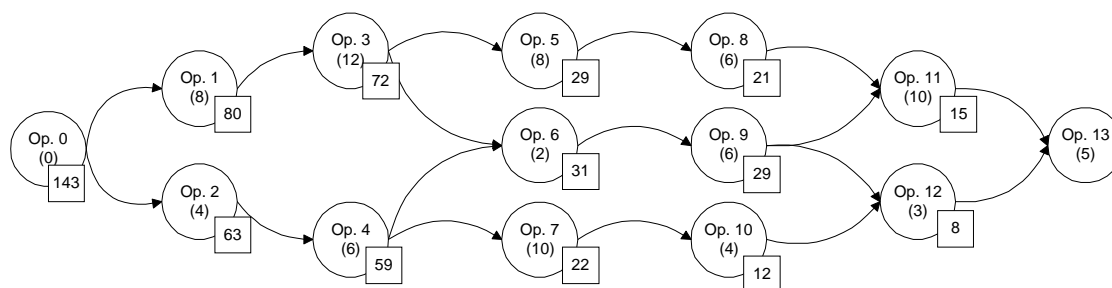 Op. 0
(0)
143
Op. 1
(8)
80
Op. 2
(4)
63
Op. 3
(12)
72
Op. 4
(6)
59
Op. 5
(8)
29
Op. 6
(2)
31
Op. 7
(10)
22
Op. 8
(6)
21
Op. 9
(6)
29
Op. 10
(4)
12
Op. 11
(10)
15
Op. 12
(3)
8
Op. 13
(5)